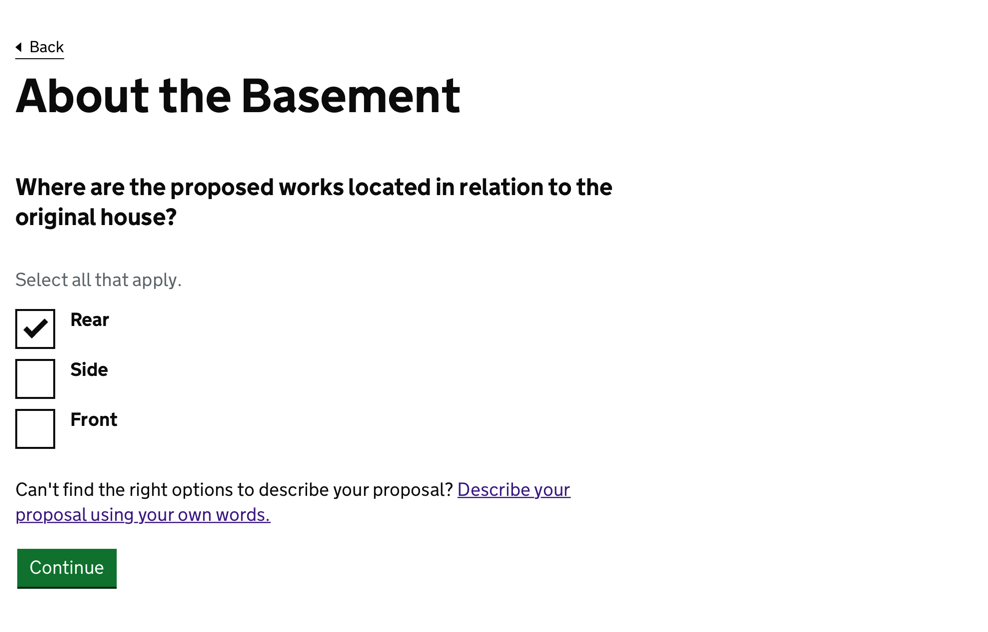 Back
About the Basement
Where are the proposed works located in relation to the
original house?
Select all that apply.
Rear
Side
Front
Can't find the right options to describe your proposal? Describe your
proposal using your own words.
Continue